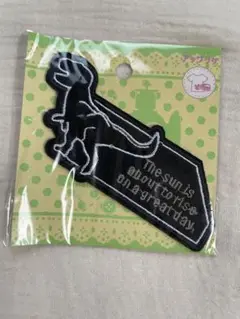 The sun is
about to rise
on a great day.